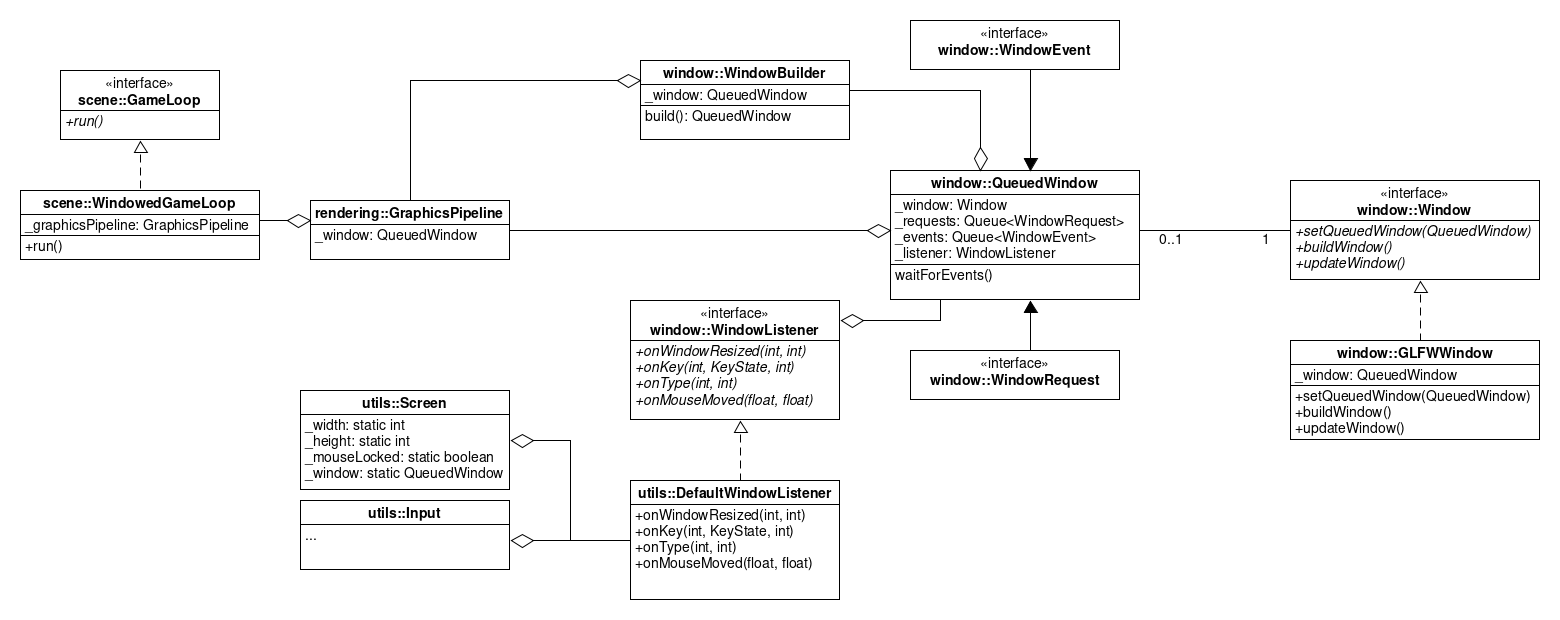 «interface»
scene::GameLoop
+run()
scene::WindowedGameLoop
_graphicsPipeline: GraphicsPipeline
+run()
rendering::GraphicsPipeline
_window: QueuedWindow
window::WindowBuilder
_window: QueuedWindow
build(): QueuedWindow
«interface»
window::WindowEvent
window::QueuedWindow
_window: Window
_requests: Queue<WindowRequest>
_events: Queue<WindowEvent>
_listener: WindowListener
waitForEvents()
0..1
1
«interface»
window::Window
+setQueuedWindow(QueuedWindow)
+buildWindow()
+updateWindow()
«interface»
window::WindowListener
+onWindowResized(int, int)
+onKey(int, KeyState, int)
+onType(int, int)
+onMouseMoved(float, float)
«interface»
window::WindowRequest
window::GLFWWindow
_window: QueuedWindow
+setQueuedWindow(QueuedWindow)
+buildWindow()
+updateWindow()
utils::Screen
_width: static int
_height: static int
_mouseLocked: static boolean
_window: static QueuedWindow
utils::Input
...
utils::DefaultWindowListener
+onWindowResized(int, int)
+onKey(int, KeyState, int)
+onType(int, int)
+onMouseMoved(float, float)